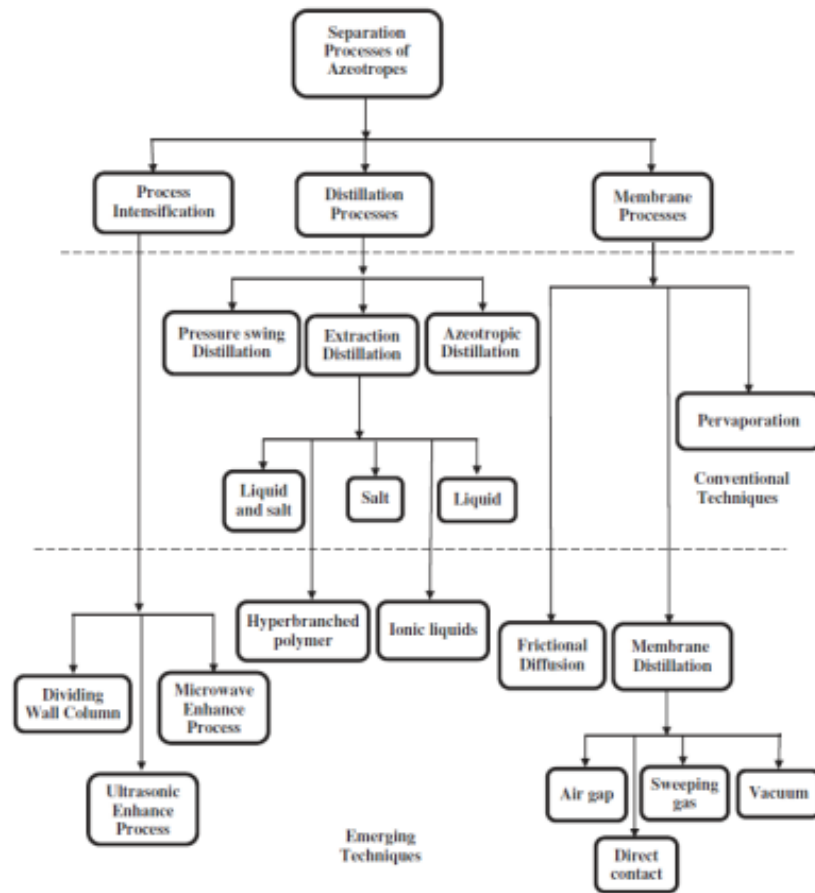 Separation
Processes of
Azeotropes
Process
Intensification
Distillation
Processes
Membrane
Processes
Pressure swing
Distillation
Extraction
Distillation
Azeotropic
Distillation
Pervaporation
Conventional
Techniques
Liquid
and salt
Salt
Liquid
Hyperbranched
polymer
Ionic liquids
Frictional
Diffusion
Membrane
Distillation
Dividing
Wall Column
Microwave
Enhance
Process
Ultrasonic
Enhance
Process
Air gap
Sweeping
gas
Vacuum
Direct
contact
Emerging
Techniques